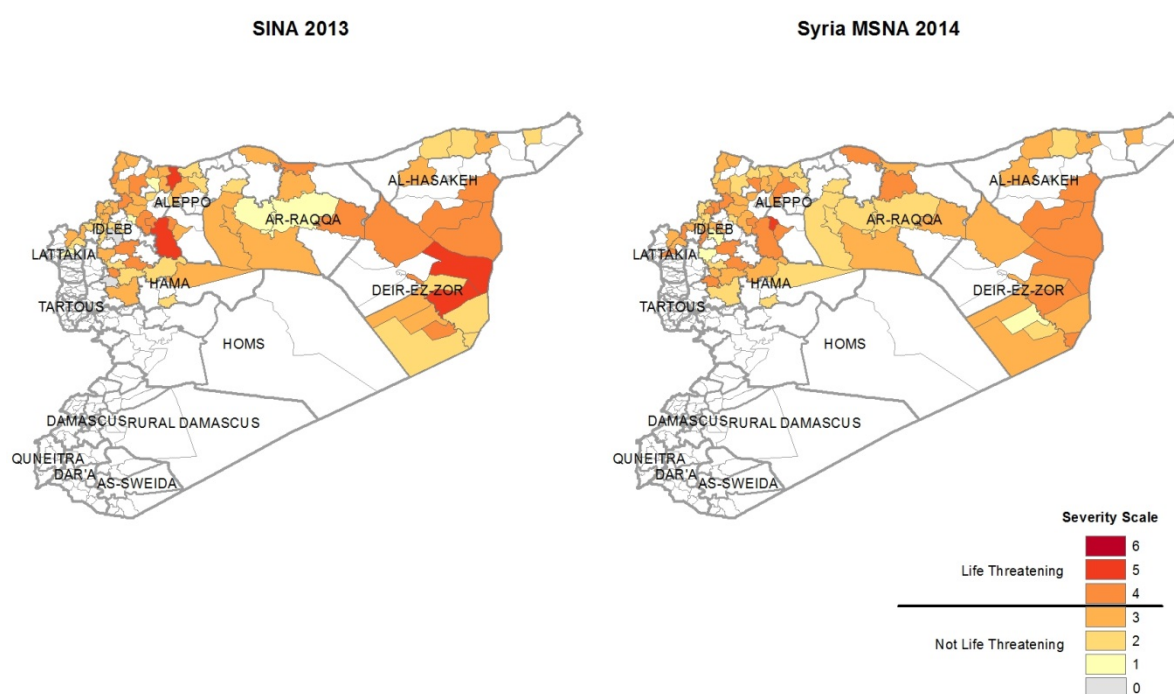 SINA 2013
AL-HASAKEH
ALEPPO
AR-RAQQA
IDLEB
LATTAKIA
HAMA
DEIR-EZ-ZOR
TARTOUS
HOMS
DAMASCUS
RURAL DAMASCUS
QUNEITRA
DAR'A
AS-SWEIDA
Syria MSNA 2014
AL-HASAKEH
ALEPPO
AR-RAQQA
IDLEB
LATTAKIA
HAMA
DEIR-EZ-ZOR
TARTOUS
HOMS
DAMASCUS
RURAL DAMASCUS
QUNEITRA
DAR'A
AS-SWEIDA
Severity Scale
6
Life Threatening
5
4
3
Not Life Threatening
2
1
0